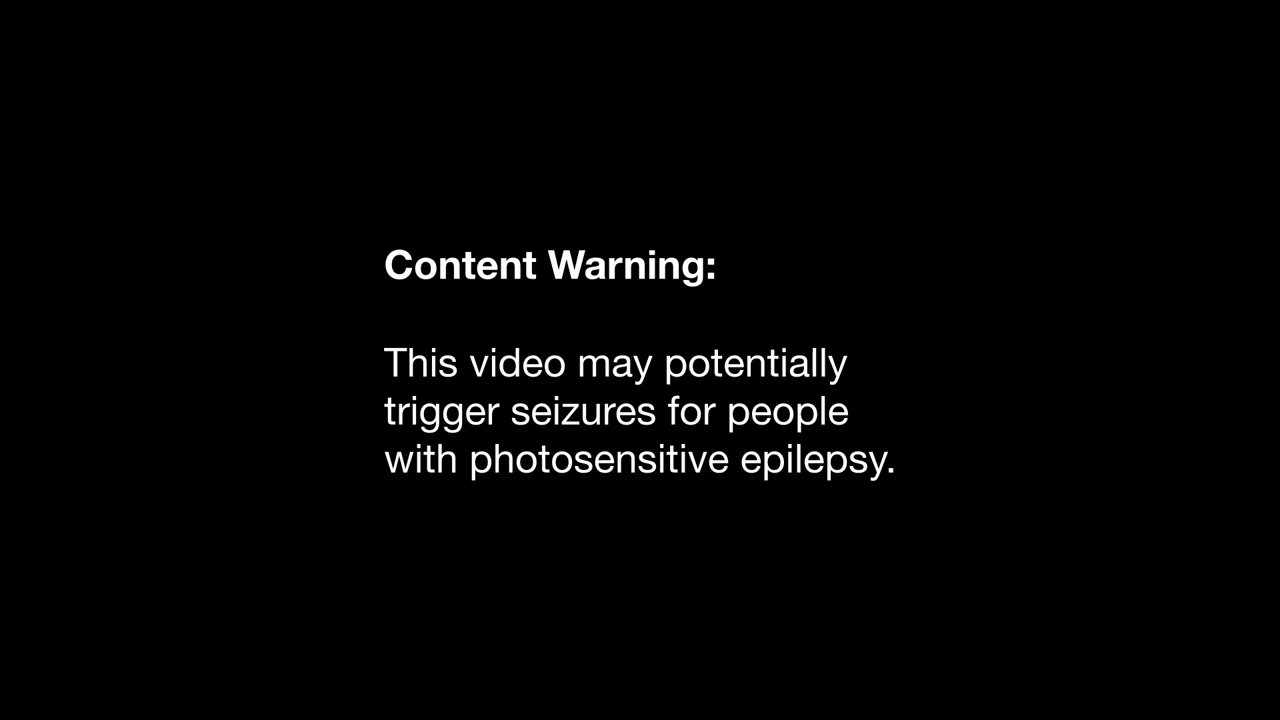 Content Warning:
This video may potentially
trigger seizures for people
with photosensitive epilepsy.